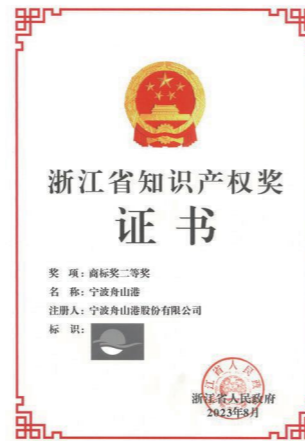 浙江省知识产权奖
证书
奖 项：商标奖二等奖
名 称：宁波舟山港
注册人：宁波舟山港股份有限公司
标 识：
浙江省人民政府
2023年8月